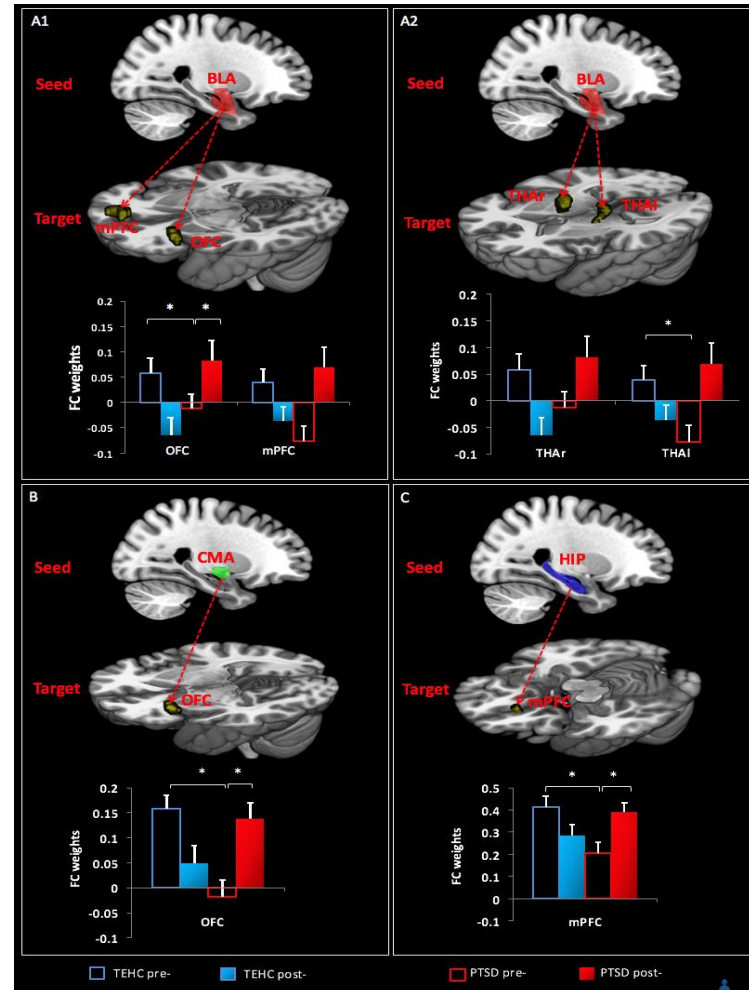 A1
BLA
Seed
Target
mPFC
OFC
* *
0.2
0.15
0.1
0.05
0
-0.05
-0.1
FC weights
OFC mPFC
A2
BLA
Seed
THAr
THAl
Target
*
0.2
0.15
0.1
0.05
0
-0.05
-0.1
FC weights
THAr THAl
B
CMA
Seed
Target
OFC
* *
0.2
0.15
0.1
0.05
0
-0.05
-0.1
FC weights
OFC
C
HIP
Seed
Target
mPFC
* *
0.5
0.4
0.3
0.2
0.1
0
-0.1
FC weights
mPFC
TEHC pre- TEHC post- PTSD pre- PTSD post-